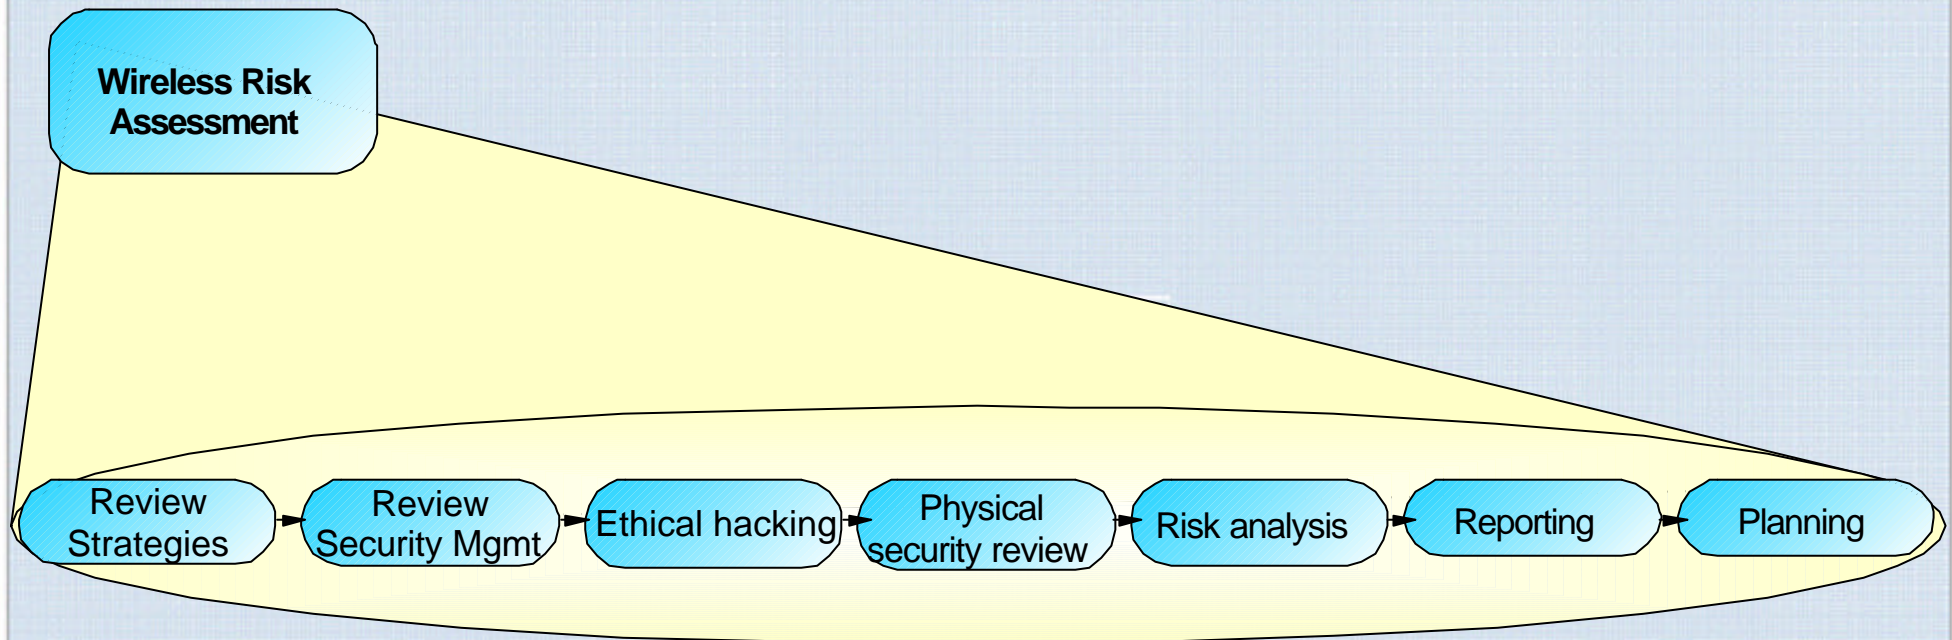 Wireless Risk
Assessment
Review
Strategies
Review
Security Mgmt
Ethical hacking
Physical
security review
Risk analysis
Reporting
Planning